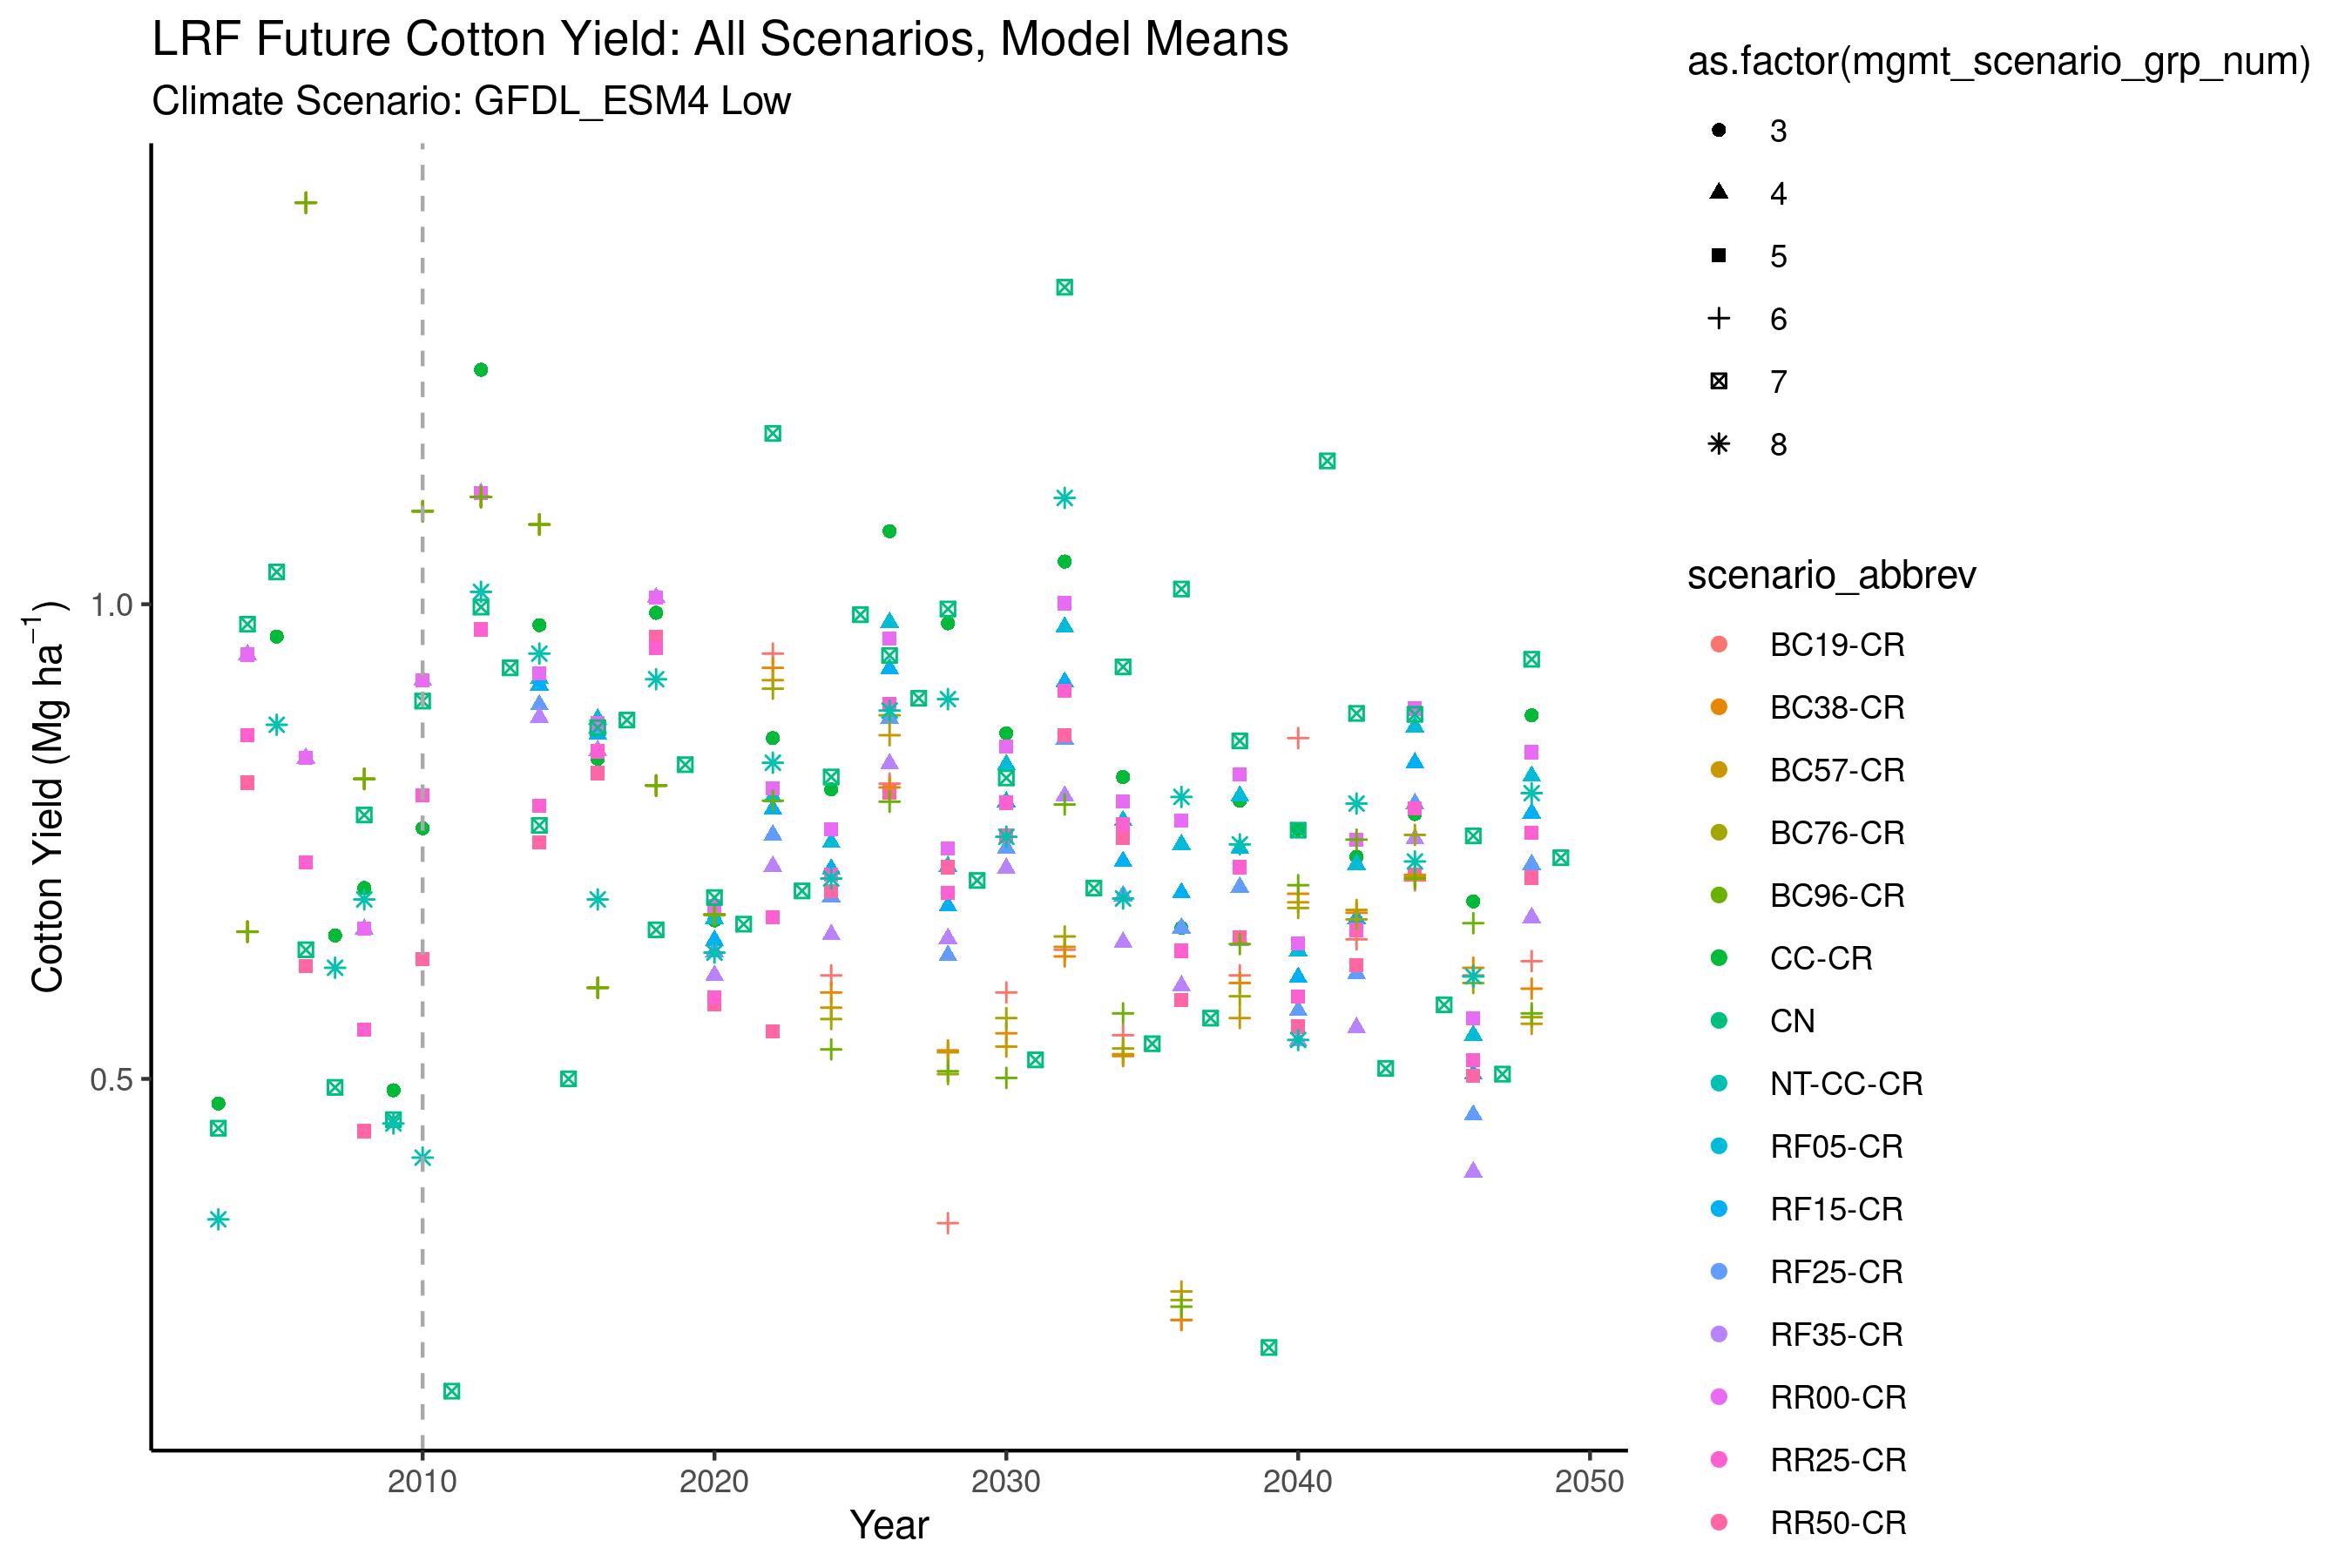 LRF Future Cotton Yield: All Scenarios, Model Means
Climate Scenario: GFDL_ESM4 Low
Cotton Yield (Mg ha⁻¹)
1.0
0.5
2010
2020
2030
2040
2050
Year
as.factor(mgmt_scenario_grp_num)
3
4
5
6
7
8
scenario_abbrev
BC19-CR
BC38-CR
BC57-CR
BC76-CR
BC96-CR
CC-CR
CN
NT-CC-CR
RF05-CR
RF15-CR
RF25-CR
RF35-CR
RR00-CR
RR25-CR
RR50-CR